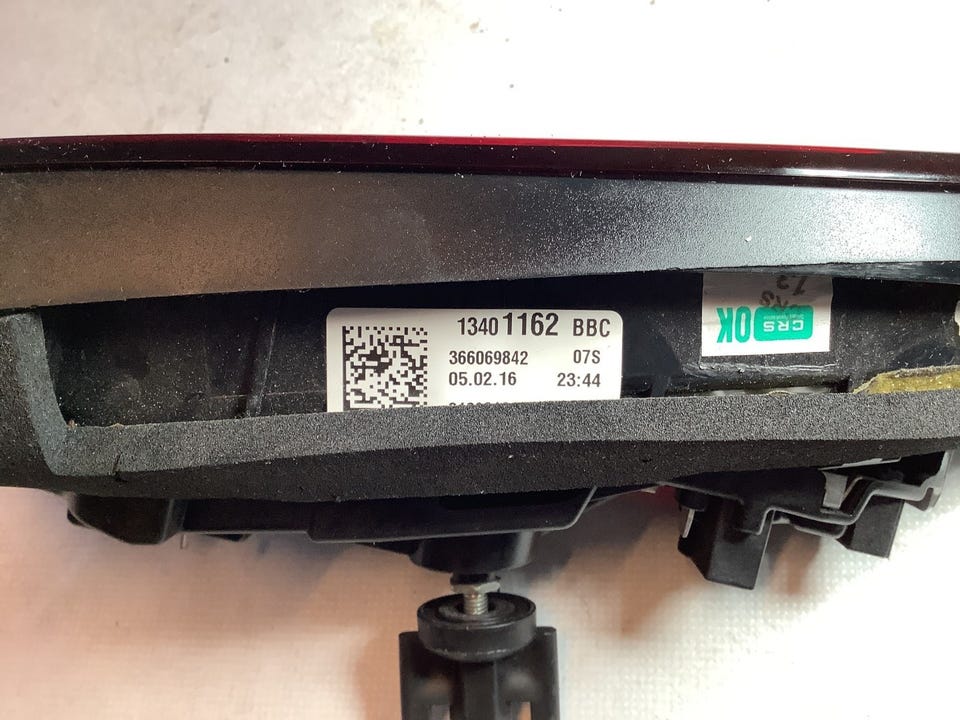 13401162 BBC
366069842 07S
05.02.16 23:44
CRS
OK